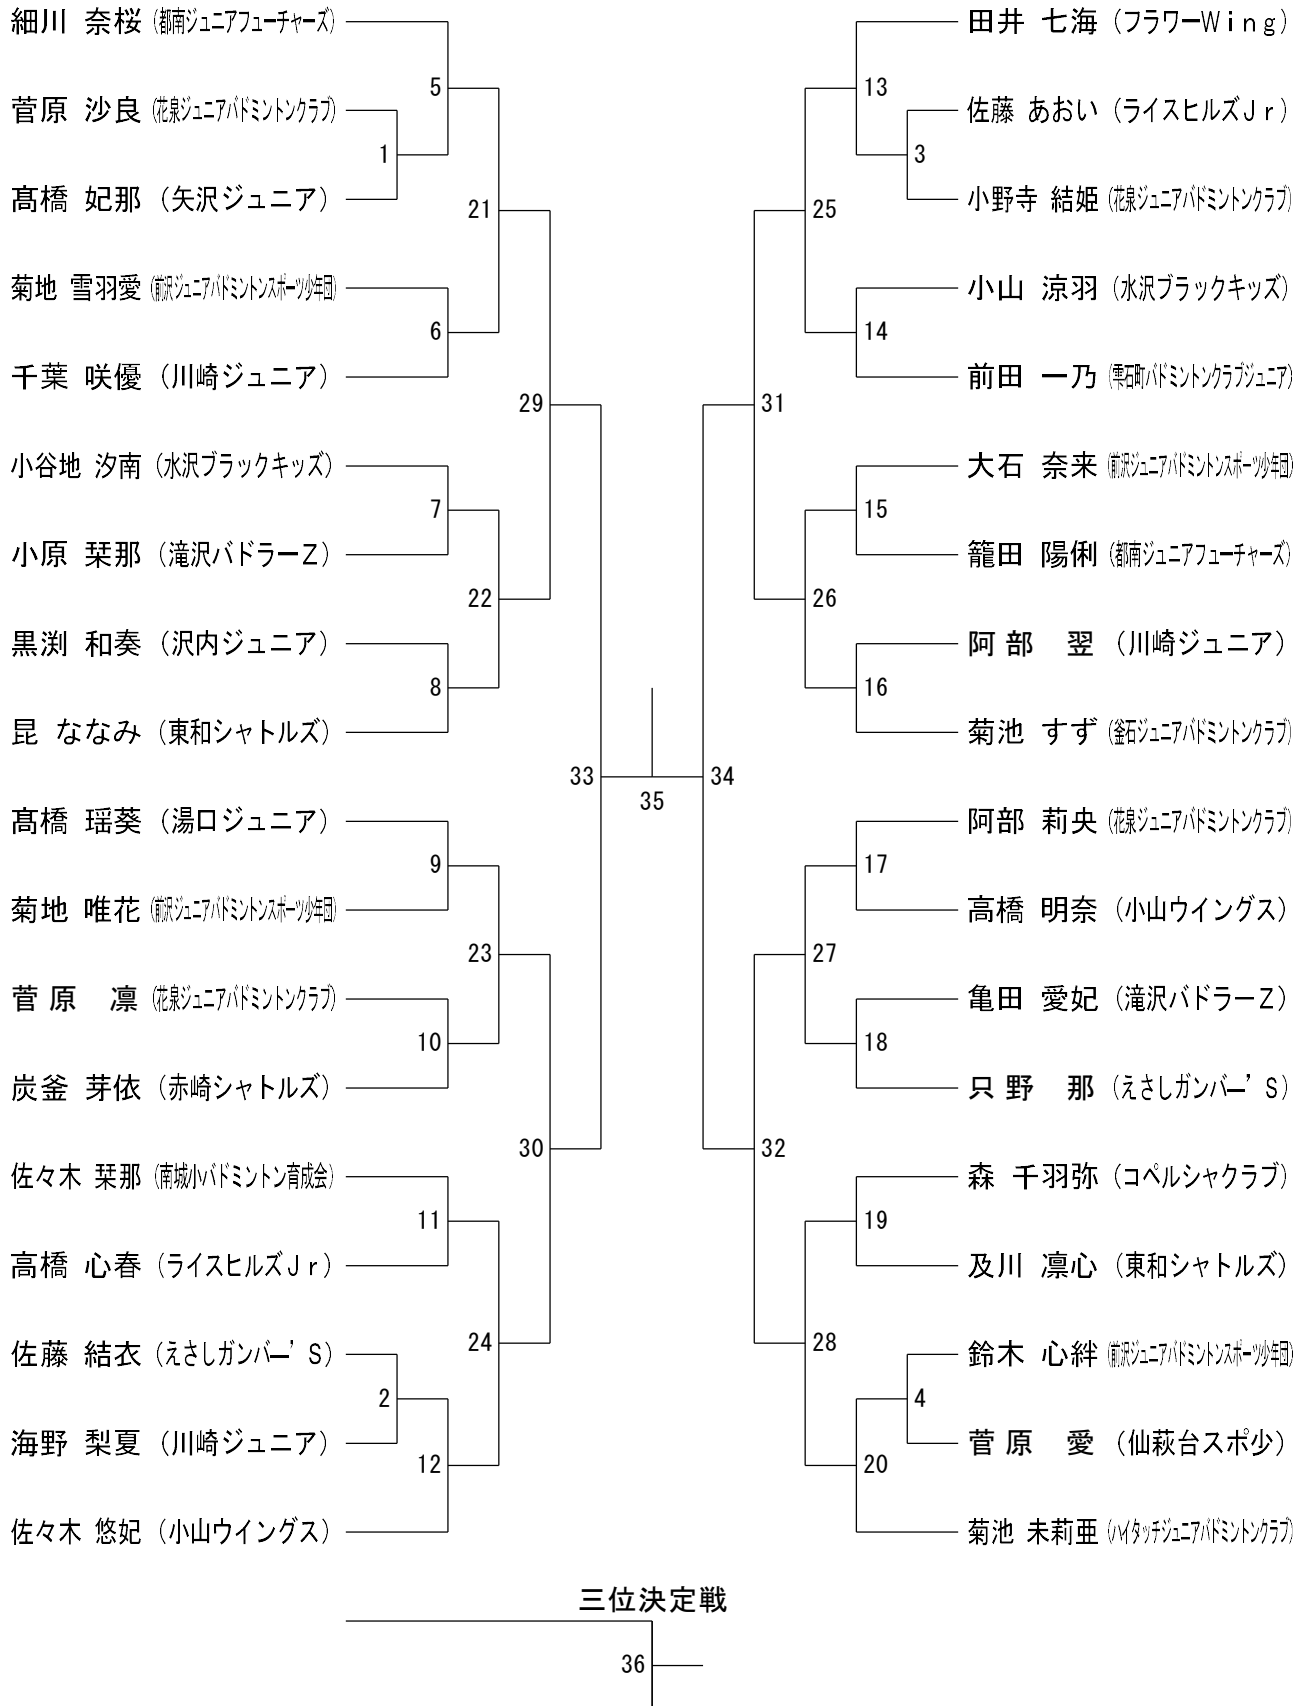 細川 奈桜 (都南ジュニアフューチャーズ)
5
菅原 沙良 (花泉ジュニアバドミントンクラブ)
1
髙橋 妃那 (矢沢ジュニア)
21
菊地 雪羽愛 (前沢ジュニアバドミントンスポーツ少年団)
6
千葉 咲優 (川崎ジュニア)
29
小谷地 汐南 (水沢ブラックキッズ)
7
小原 栞那 (滝沢バドラーZ)
22
黒渕 和奏 (沢内ジュニア)
8
昆 ななみ (東和シャトルズ)
33
髙橋 瑶葵 (湯口ジュニア)
9
菊地 唯花 (前沢ジュニアバドミントンスポーツ少年団)
23
菅原 凛 (花泉ジュニアバドミントンクラブ)
10
炭釜 芽依 (赤崎シャトルズ)
30
佐々木 栞那 (南城小バドミントン育成会)
11
高橋 心春 (ライスヒルズJr)
24
佐藤 結衣 (えさしガンバー’S)
2
海野 梨夏 (川崎ジュニア)
12
佐々木 悠妃 (小山ウイングス)
35
田井 七海 (フラワーWing)
13
佐藤 あおい (ライスヒルズJr)
3
小野寺 結姫 (花泉ジュニアバドミントンクラブ)
25
小山 涼羽 (水沢ブラックキッズ)
14
前田 一乃 (雫石町バドミントンクラブジュニア)
31
大石 奈来 (前沢ジュニアバドミントンスポーツ少年団)
15
籠田 陽俐 (都南ジュニアフューチャーズ)
26
阿部 翌 (川崎ジュニア)
16
菊池 すず (釜石ジュニアバドミントンクラブ)
34
阿部 莉央 (花泉ジュニアバドミントンクラブ)
17
高橋 明奈 (小山ウイングス)
27
亀田 愛妃 (滝沢バドラーZ)
18
只野 那 (えさしガンバー’S)
32
森 千羽弥 (コペルシャクラブ)
19
及川 凛心 (東和シャトルズ)
28
鈴木 心絆 (前沢ジュニアバドミントンスポーツ少年団)
4
菅原 愛 (仙萩台スポ少)
20
菊池 未莉亜 (ハイタッチジュニアバドミントンクラブ)
三位決定戦
36